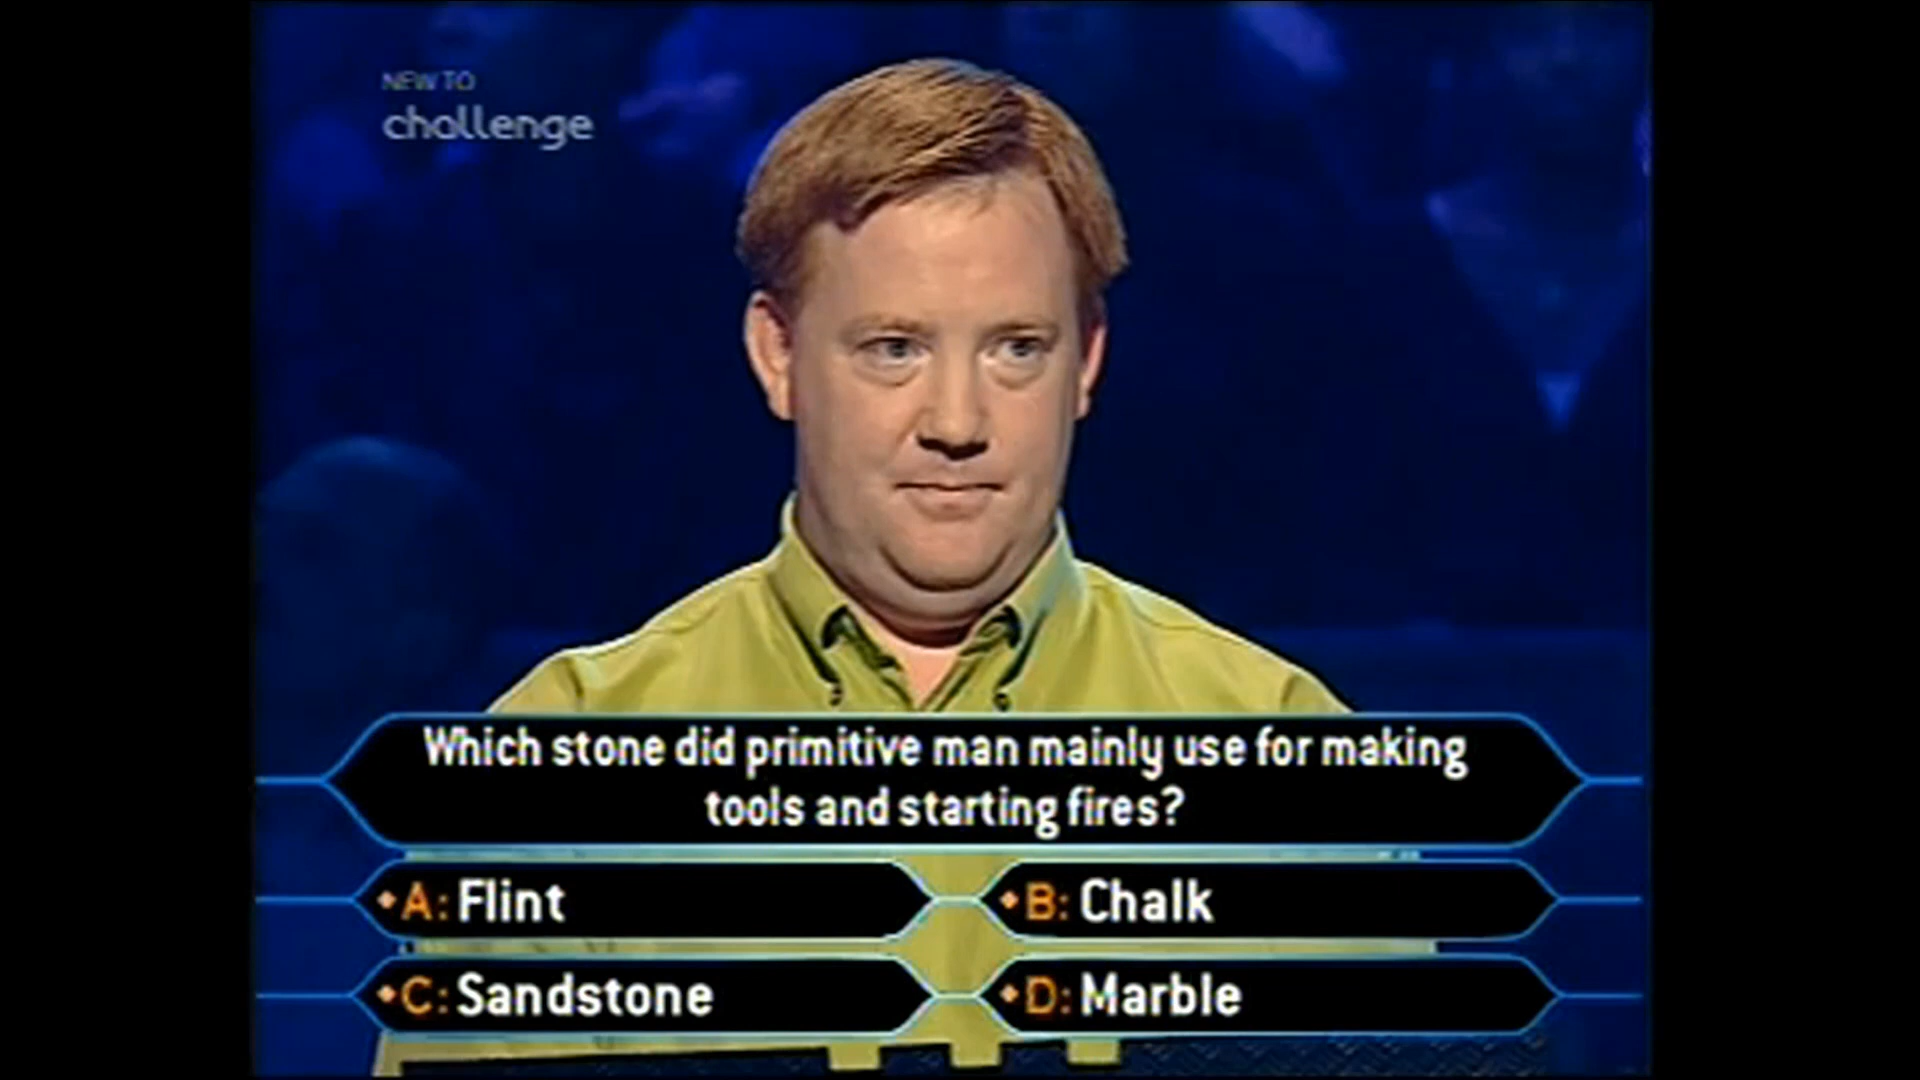 NEW TO
challenge
Which stone did primitive man mainly use for making
tools and starting fires?
A: Flint
B: Chalk
C: Sandstone
D: Marble